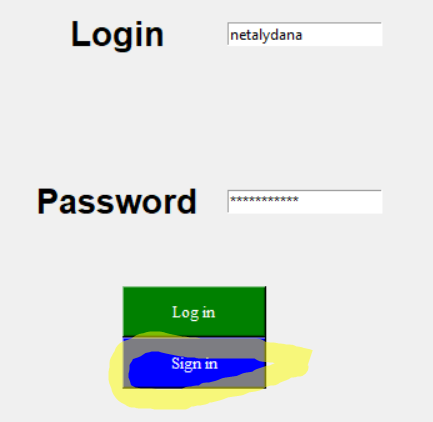 Login netalydana
Password ***********
Log in
Sign in